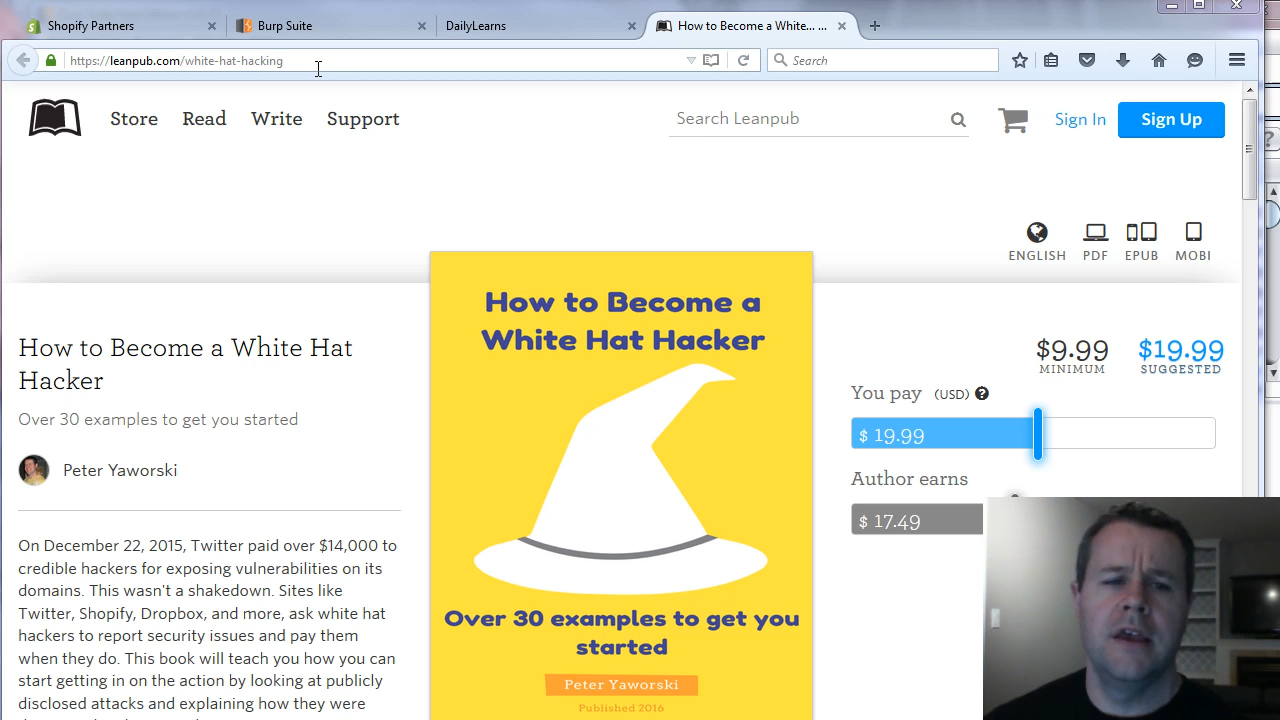 Shopify Partners
Burp Suite
DailyLearns
How to Become a White... ...
https://leanpub.com/white-hat-hacking
Search
Store
Read
Write
Support
Search Leanpub
Sign In
Sign Up
ENGLISH
PDF
EPUB
MOBI
How to Become a White Hat
Hacker
Over 30 examples to get you started
Peter Yaworski
On December 22, 2015, Twitter paid over $14,000 to
credible hackers for exposing vulnerabilities on its
domains. This wasn't a shakedown. Sites like
Twitter, Shopify, Dropbox, and more, ask white hat
hackers to report security issues and pay them
when they do. This book will teach you how you can
start getting in on the action by looking at publicly
disclosed attacks and explaining how they were
How to Become a
White Hat Hacker
Over 30 examples to get you
started
Peter Yaworski
Published 2016
$9.99
MINIMUM
$19.99
SUGGESTED
You pay (USD) ?
$ 19.99
Author earns
$ 17.49